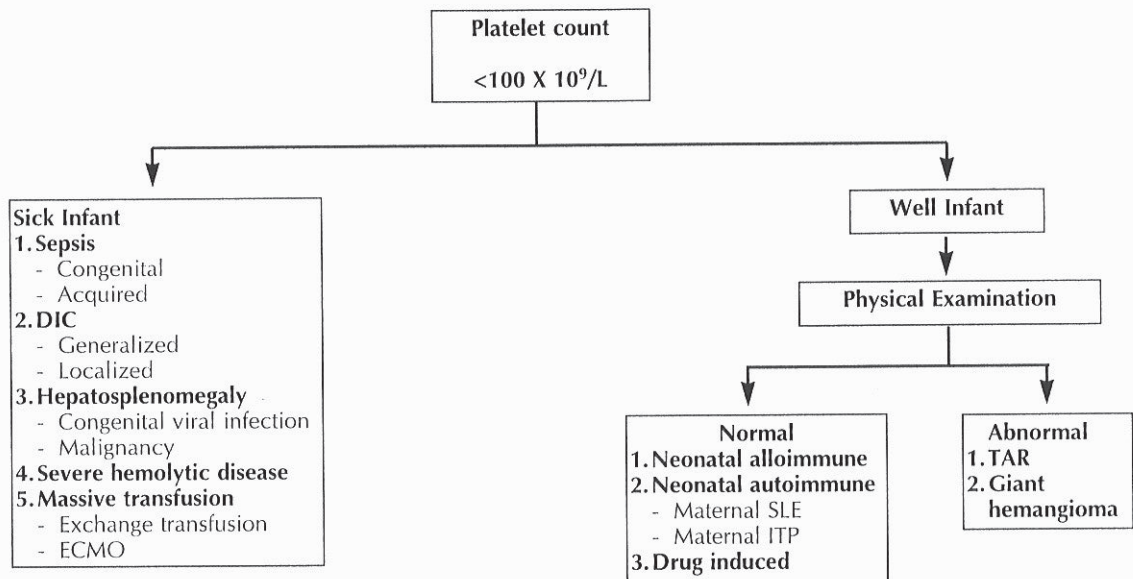 Platelet count
<100 X 10⁹/L
Sick Infant
1. Sepsis
- Congenital
- Acquired
2. DIC
- Generalized
- Localized
3. Hepatosplenomegaly
- Congenital viral infection
- Malignancy
4. Severe hemolytic disease
5. Massive transfusion
- Exchange transfusion
- ECMO
Well Infant
Physical Examination
Normal
1. Neonatal alloimmune
2. Neonatal autoimmune
- Maternal SLE
- Maternal ITP
3. Drug induced
Abnormal
1. TAR
2. Giant
hemangioma